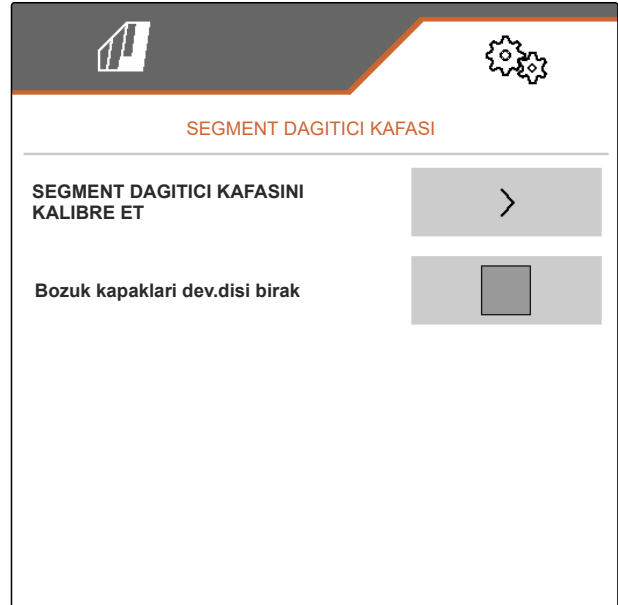 SEGMENT DAGITICI KAFASI
SEGMENT DAGITICI KAFASINI
KALIBRE ET
Bozuk kapaklari dev.disi birak